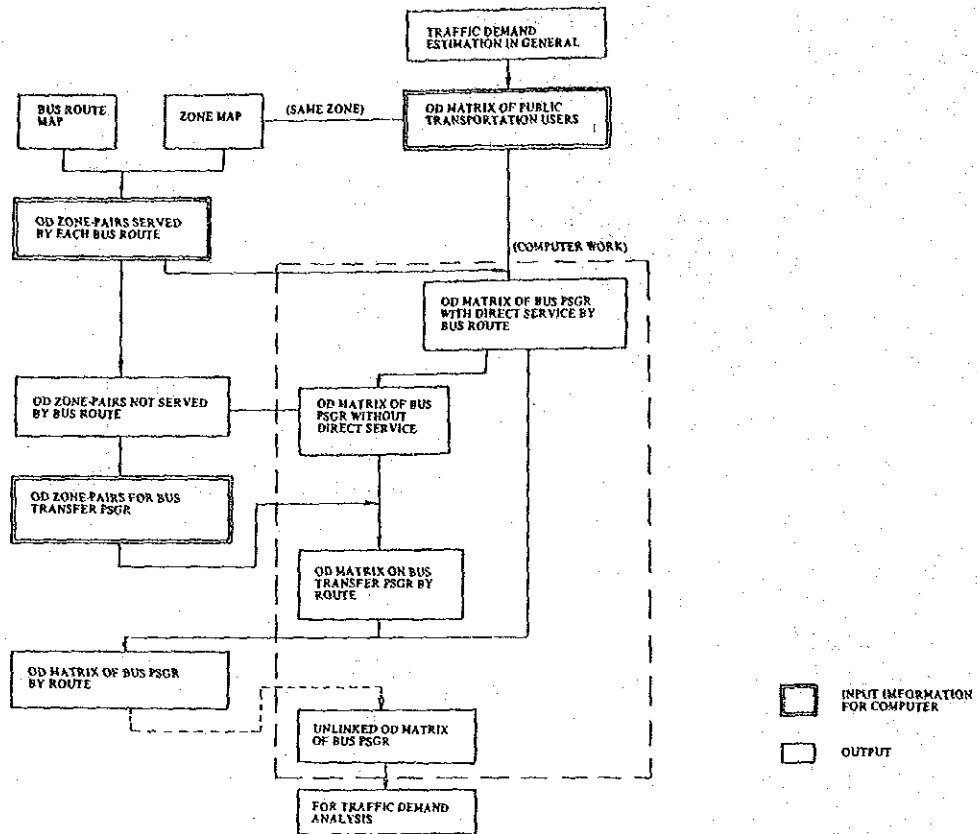 TRAFFIC DEMAND
ESTIMATION IN GENERAL
BUS ROUTE
MAP
ZONE MAP
(SAME ZONE)
OD MATRIX OF PUBLIC
TRANSPORTATION USERS
OD ZONE-PAIRS SERVED
BY EACH BUS ROUTE
(COMPUTER WORK)
OD MATRIX OF BUS PSGR
WITH DIRECT SERVICE BY
BUS ROUTE
OD ZONE-PAIRS NOT SERVED
BY BUS ROUTE
OD MATRIX OF BUS
PSGR WITHOUT
DIRECT SERVICE
OD ZONE-PAIRS FOR BUS
TRANSFER PSGR
OD MATRIX ON BUS
TRANSFER PSGR BY
ROUTE
OD MATRIX OF BUS PSGR
BY ROUTE
UNLINKED OD MATRIX
OF BUS PSGR
FOR TRAFFIC DEMAND
ANALYSIS
INPUT IMFORMATION
FOR COMPUTER
OUTPUT